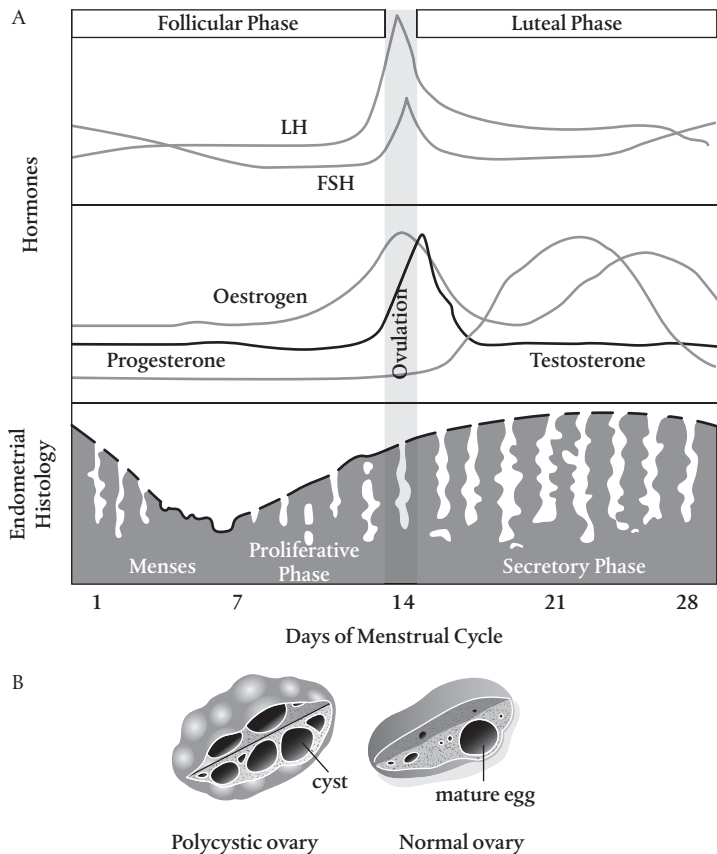 A
Follicular Phase
Luteal Phase
LH
FSH
Hormones
Oestrogen
Ovulation
Progesterone
Testosterone
Endometrial
Histology
Menses
Proliferative
Phase
Secretory Phase
1 7 14 21 28
Days of Menstrual Cycle
B
cyst
mature egg
Polycystic ovary
Normal ovary